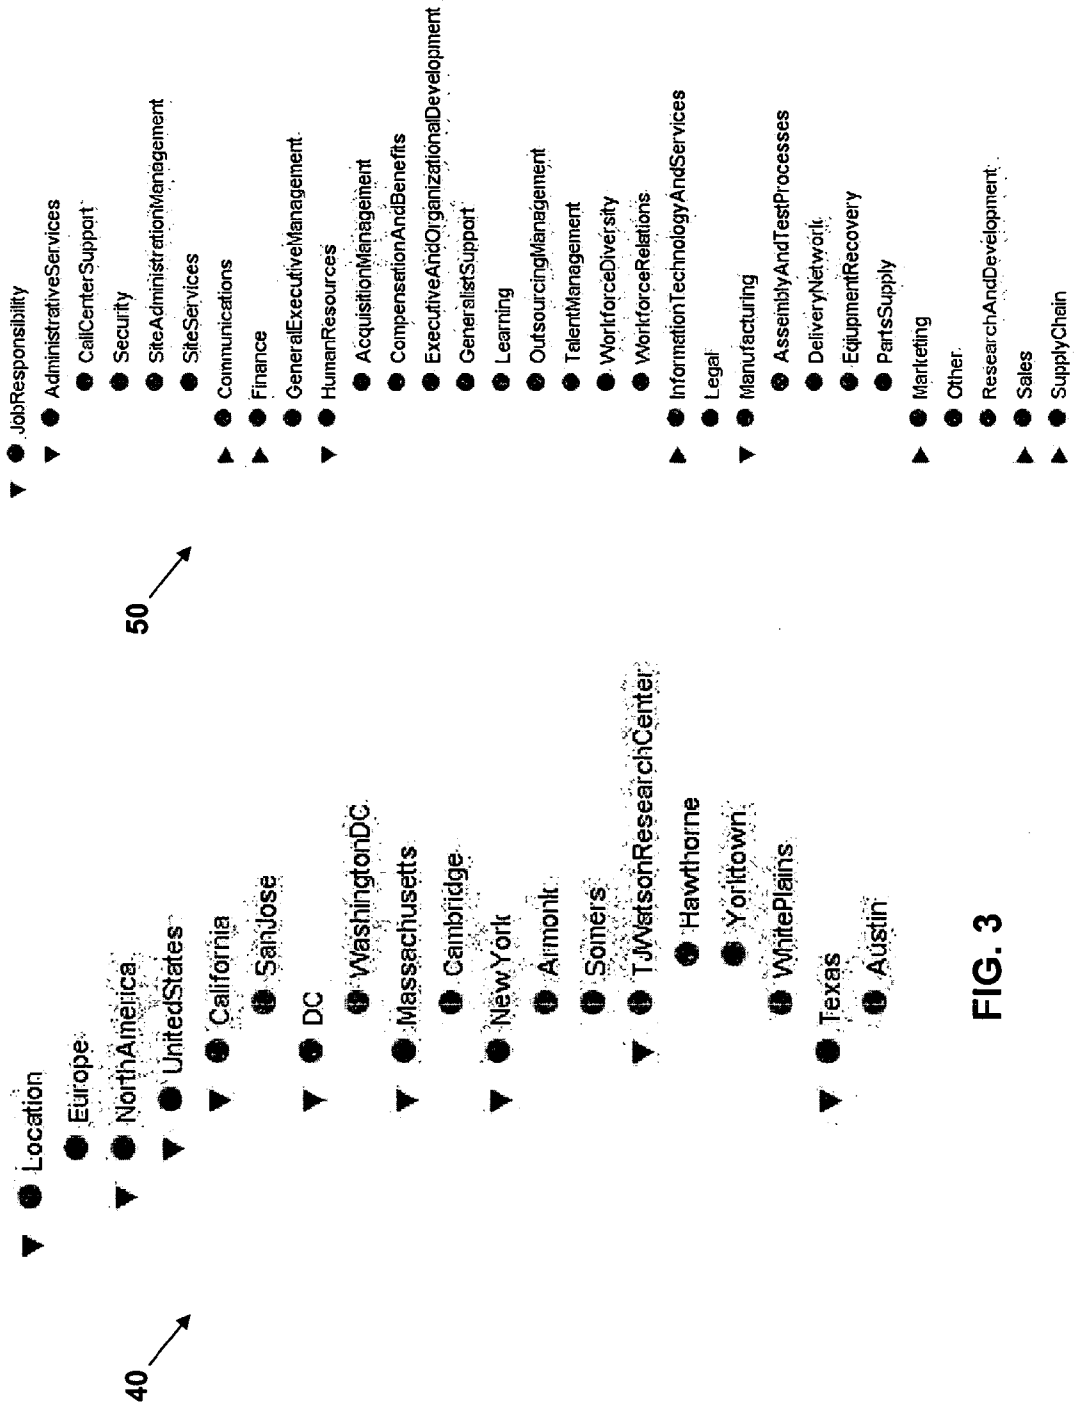 40
Location
Europe
NorthAmerica
UnitedStates
California
SanJose
DC
WashingtonDC
Massachusetts
Cambridge
NewYork
Armonk
Somers
TJWatsonResearchCenter
Hawthorne
Yorktown
WhitePlains
Texas
Austin
50
JobResponsibility
AdministrativeServices
CallCenterSupport
Security
SiteAdministrationManagement
SiteServices
Communications
Finance
GeneralExecutiveManagement
HumanResources
AcquisitionManagement
CompensationAndBenefits
ExecutiveAndOrganizationalDevelopment
GeneralistSupport
Learning
OutsourcingManagement
TalentManagement
WorkforceDiversity
WorkforceRelations
InformationTechnologyAndServices
Legal
Manufacturing
AssemblyAndTestProcesses
DeliveryNetwork
EquipmentRecovery
PartsSupply
Marketing
Other
ResearchAndDevelopment
Sales
SupplyChain
FIG. 3